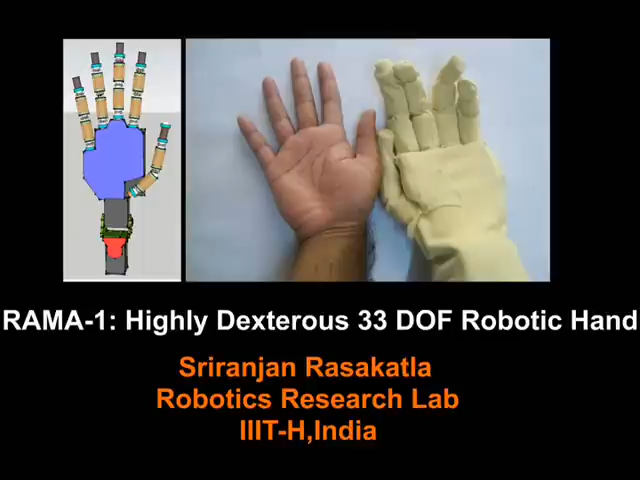 RAMA-1: Highly Dexterous 33 DOF Robotic Hand
Sriranjan Rasakatla
Robotics Research Lab
IIIT-H,India